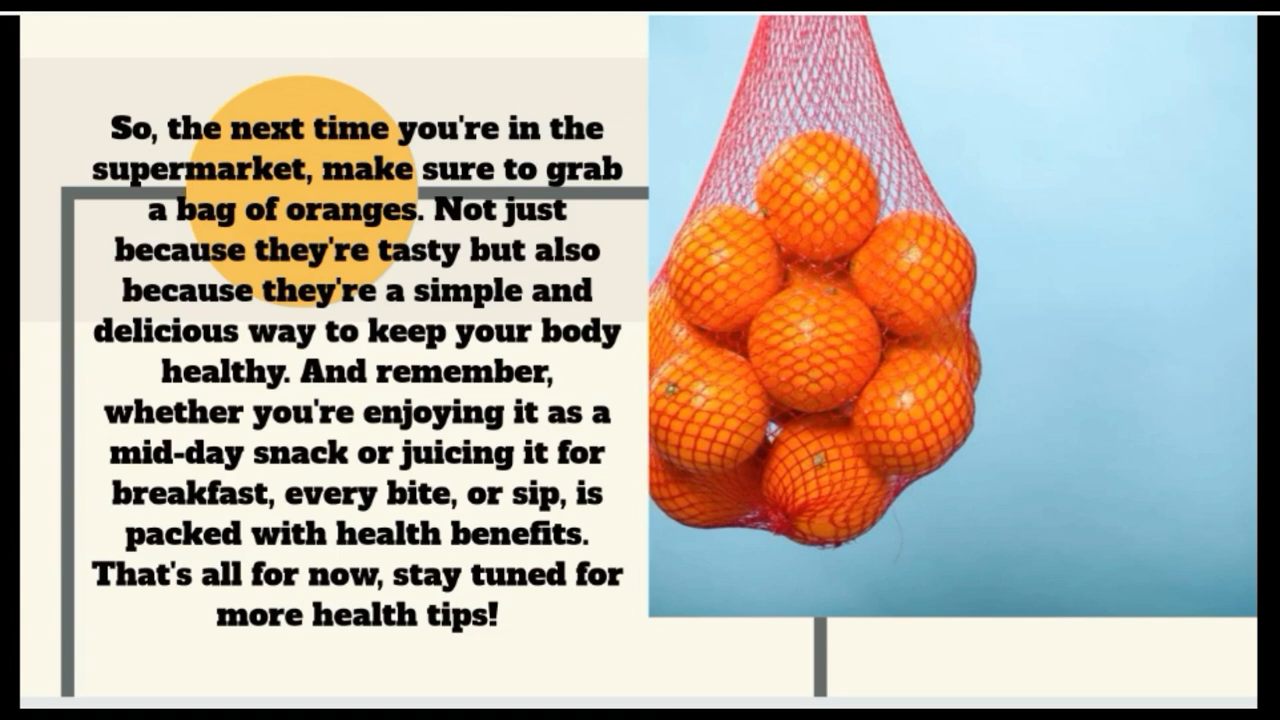 So, the next time you're in the
supermarket, make sure to grab
a bag of oranges. Not just
because they're tasty but also
because they're a simple and
delicious way to keep your body
healthy. And remember,
whether you're enjoying it as a
mid-day snack or juicing it for
breakfast, every bite, or sip, is
packed with health benefits.
That's all for now, stay tuned for
more health tips!